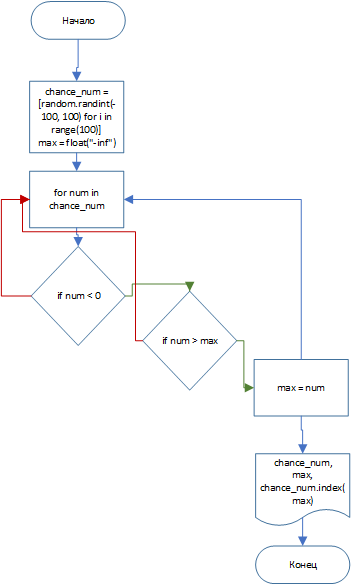 Начало
chance_num =
[random.randint(-
100, 100) for i in
range(100)]
max = float("-inf")
for num in
chance_num
if num < 0
if num > max
max = num
chance_num,
max,
chance_num.index(
max)
Конец